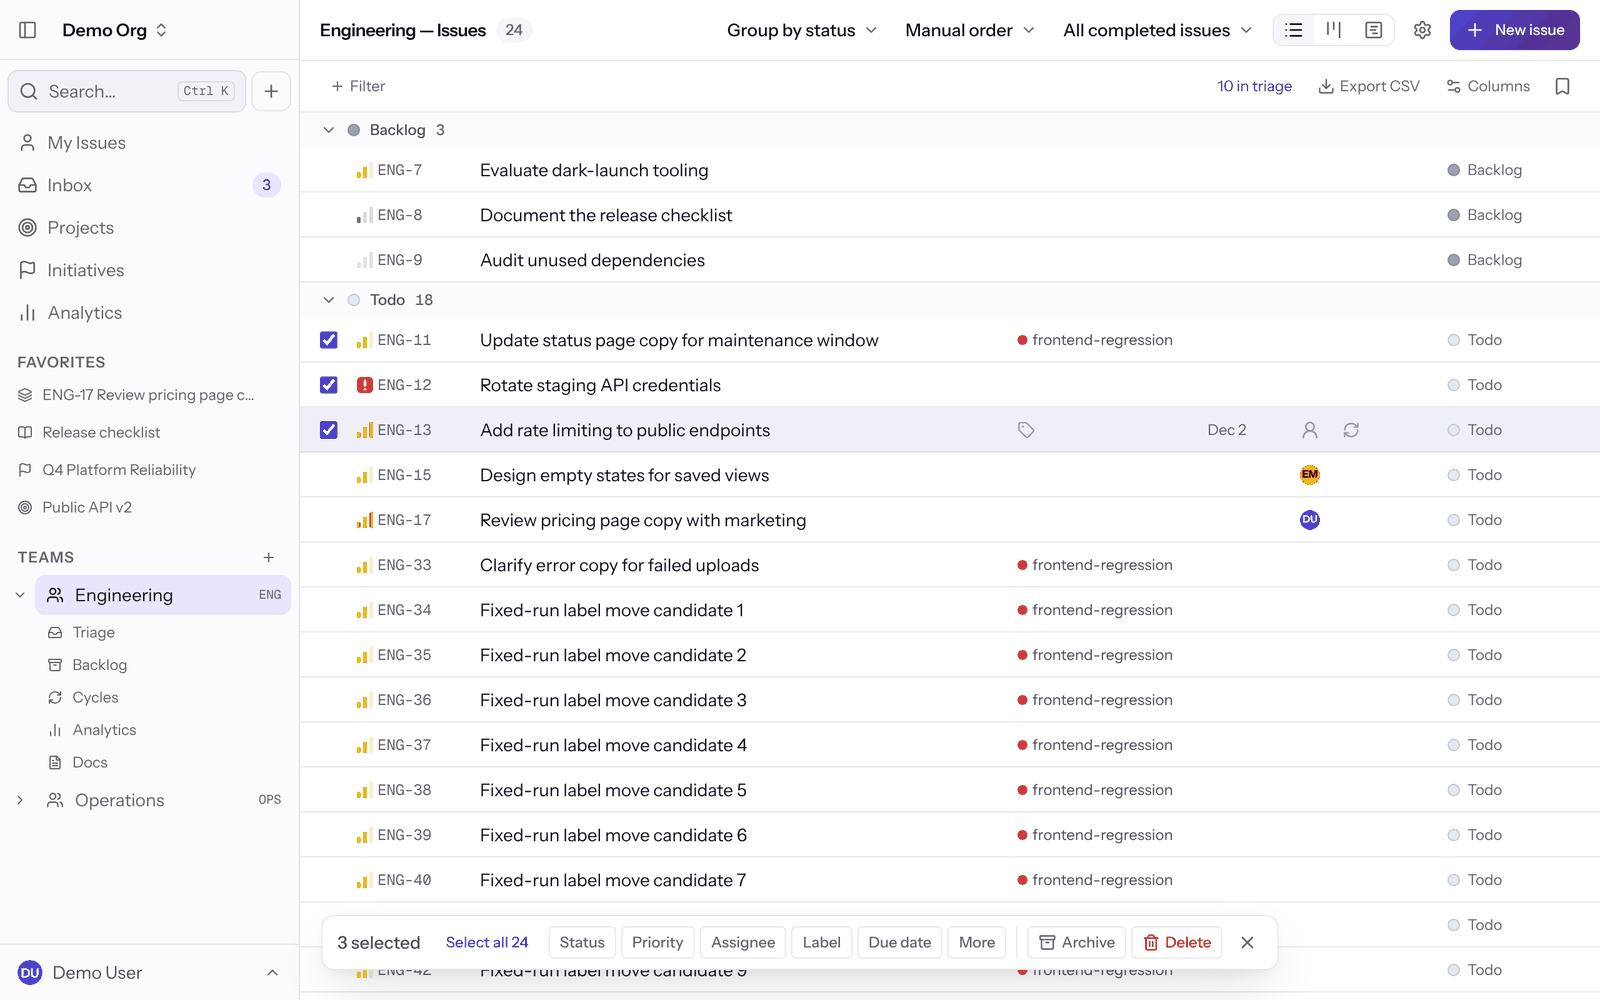 Demo Org
Engineering — Issues 24
Group by status
Manual order
All completed issues
New issue
Search...
Ctrl K
My Issues
Inbox 3
Projects
Initiatives
Analytics
FAVORITES
ENG-17 Review pricing page c...
Release checklist
Q4 Platform Reliability
Public API v2
TEAMS
Engineering ENG
Triage
Backlog
Cycles
Analytics
Docs
Operations OPS
DU Demo User
Filter
10 in triage
Export CSV
Columns
Backlog 3
ENG-7 Evaluate dark-launch tooling Backlog
ENG-8 Document the release checklist Backlog
ENG-9 Audit unused dependencies Backlog
Todo 18
ENG-11 Update status page copy for maintenance window frontend-regression Todo
ENG-12 Rotate staging API credentials Todo
ENG-13 Add rate limiting to public endpoints Dec 2 Todo
ENG-15 Design empty states for saved views EM Todo
ENG-17 Review pricing page copy with marketing DU Todo
ENG-33 Clarify error copy for failed uploads frontend-regression Todo
ENG-34 Fixed-run label move candidate 1 frontend-regression Todo
ENG-35 Fixed-run label move candidate 2 frontend-regression Todo
ENG-36 Fixed-run label move candidate 3 frontend-regression Todo
ENG-37 Fixed-run label move candidate 4 frontend-regression Todo
ENG-38 Fixed-run label move candidate 5 frontend-regression Todo
ENG-39 Fixed-run label move candidate 6 frontend-regression Todo
ENG-40 Fixed-run label move candidate 7 frontend-regression Todo
Todo
3 selected
Select all 24
Status
Priority
Assignee
Label
Due date
More
Archive
Delete
ENG-42 Fixed-run label move candidate 9 frontend-regression Todo